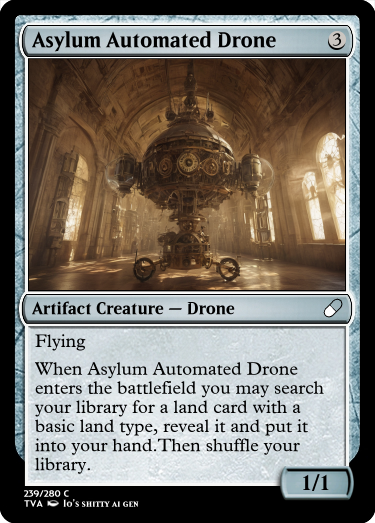 Asylum Automated Drone 3
Artifact Creature — Drone
Flying
When Asylum Automated Drone
enters the battlefield you may search
your library for a land card with a
basic land type, reveal it and put it
into your hand.Then shuffle your
library.
1/1
239/280 C
TVA Io's shitty ai gen